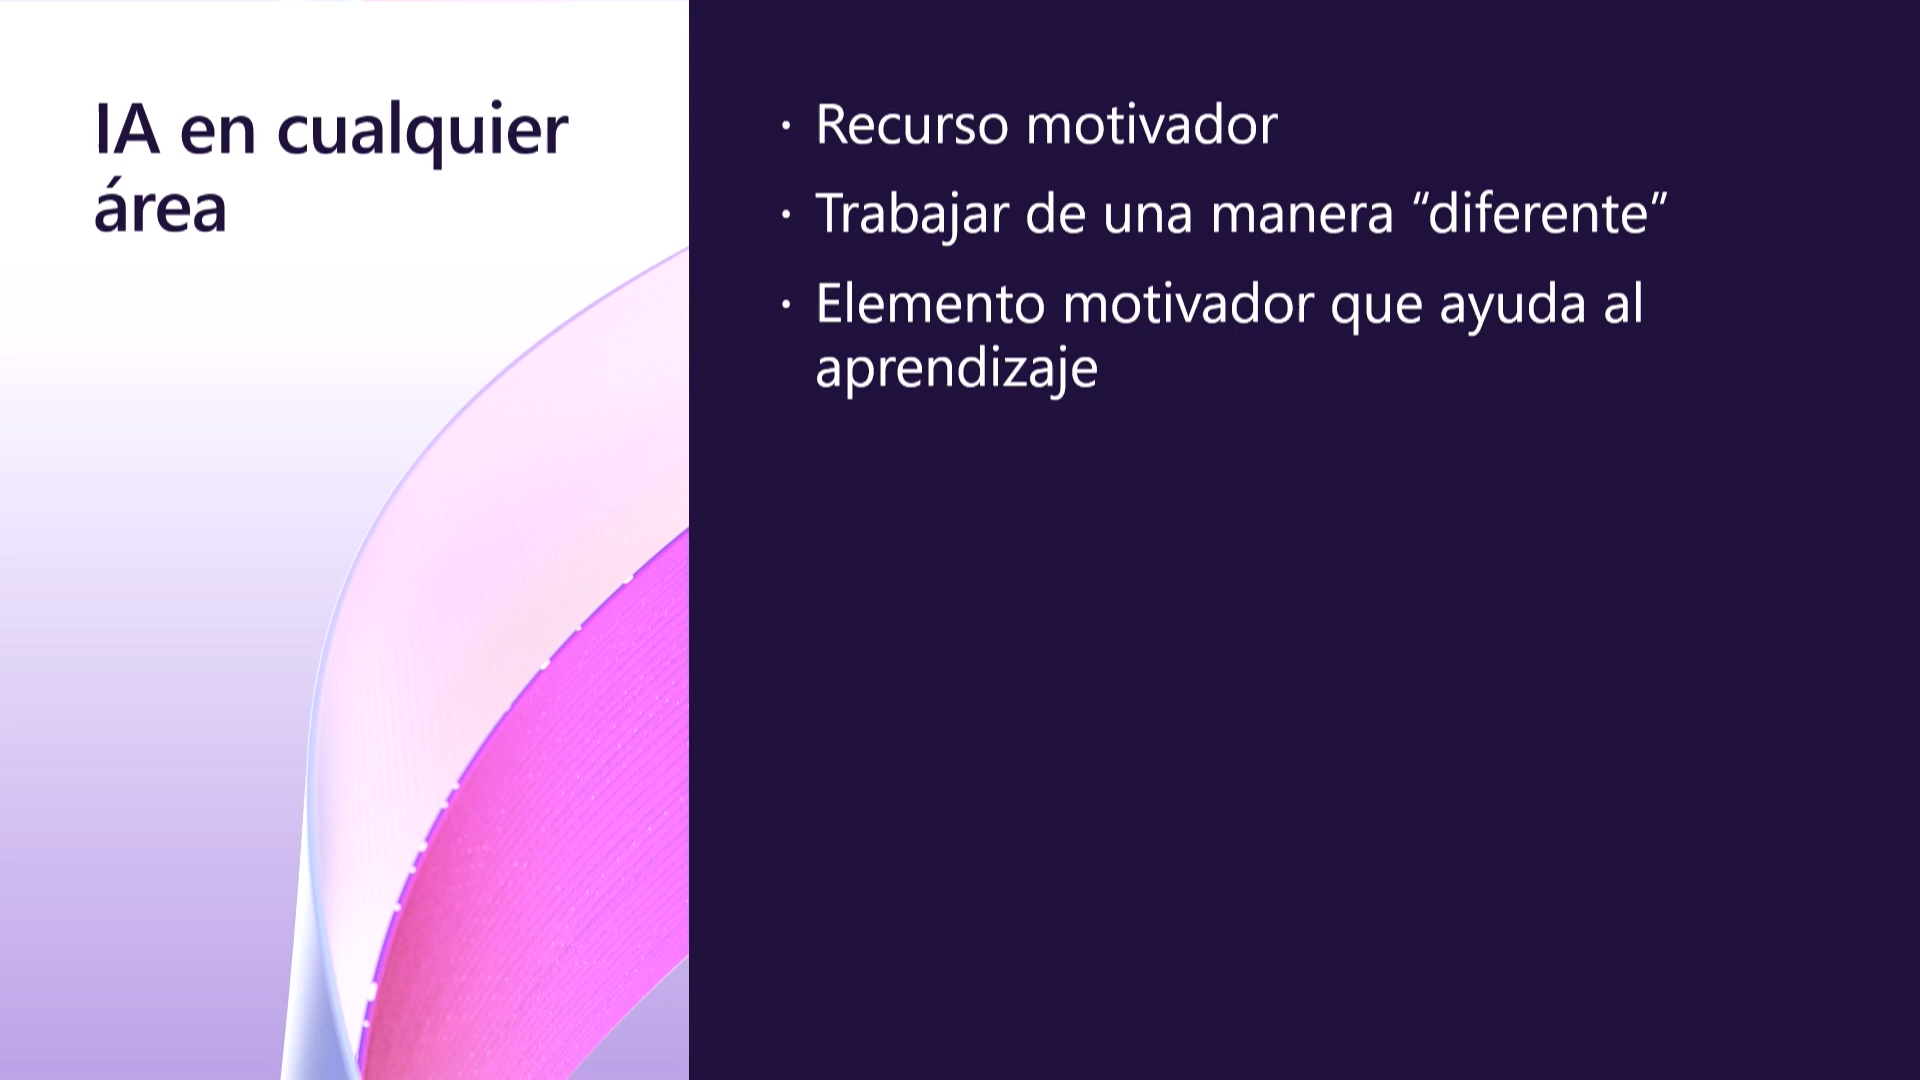 IA en cualquier
área
· Recurso motivador
· Trabajar de una manera “diferente”
· Elemento motivador que ayuda al
aprendizaje